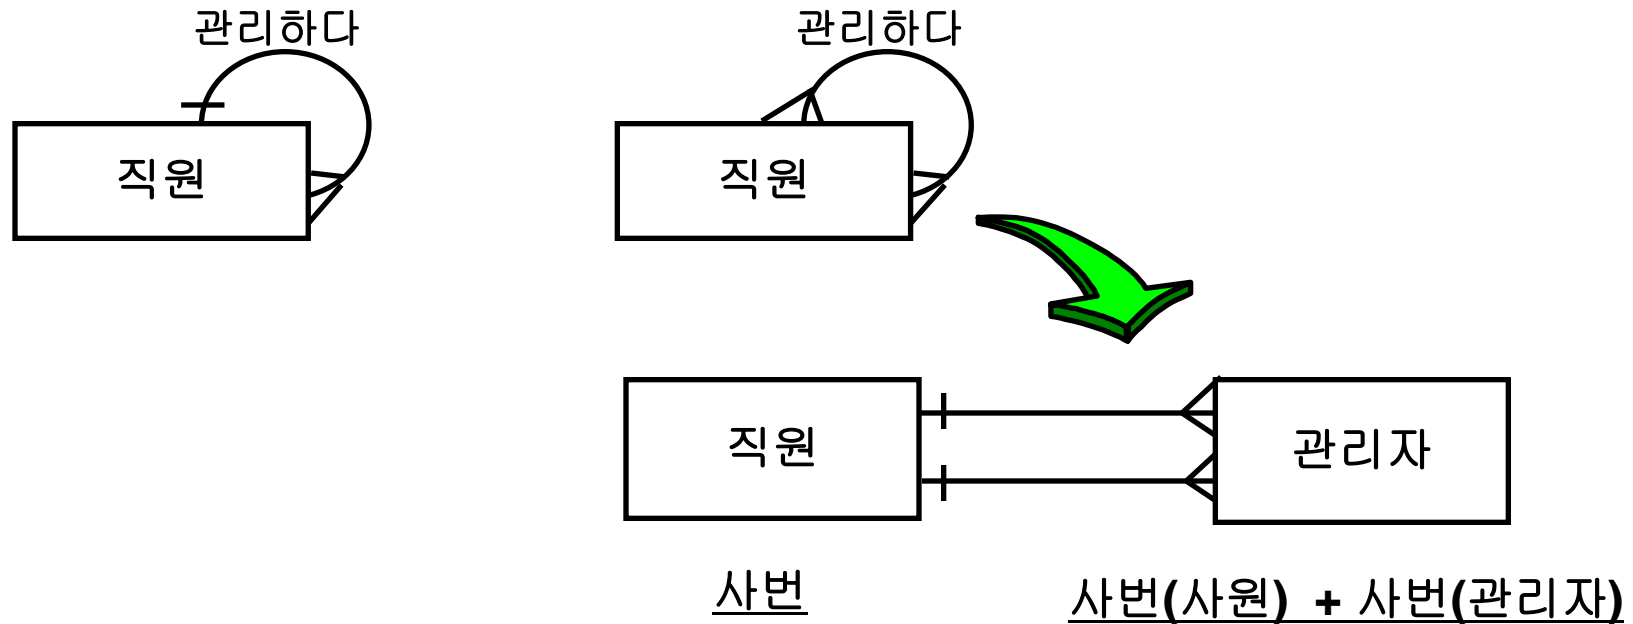 관리하다 관리하다
직원 직원
직원 관리자
사번 사번(사원) + 사번(관리자)